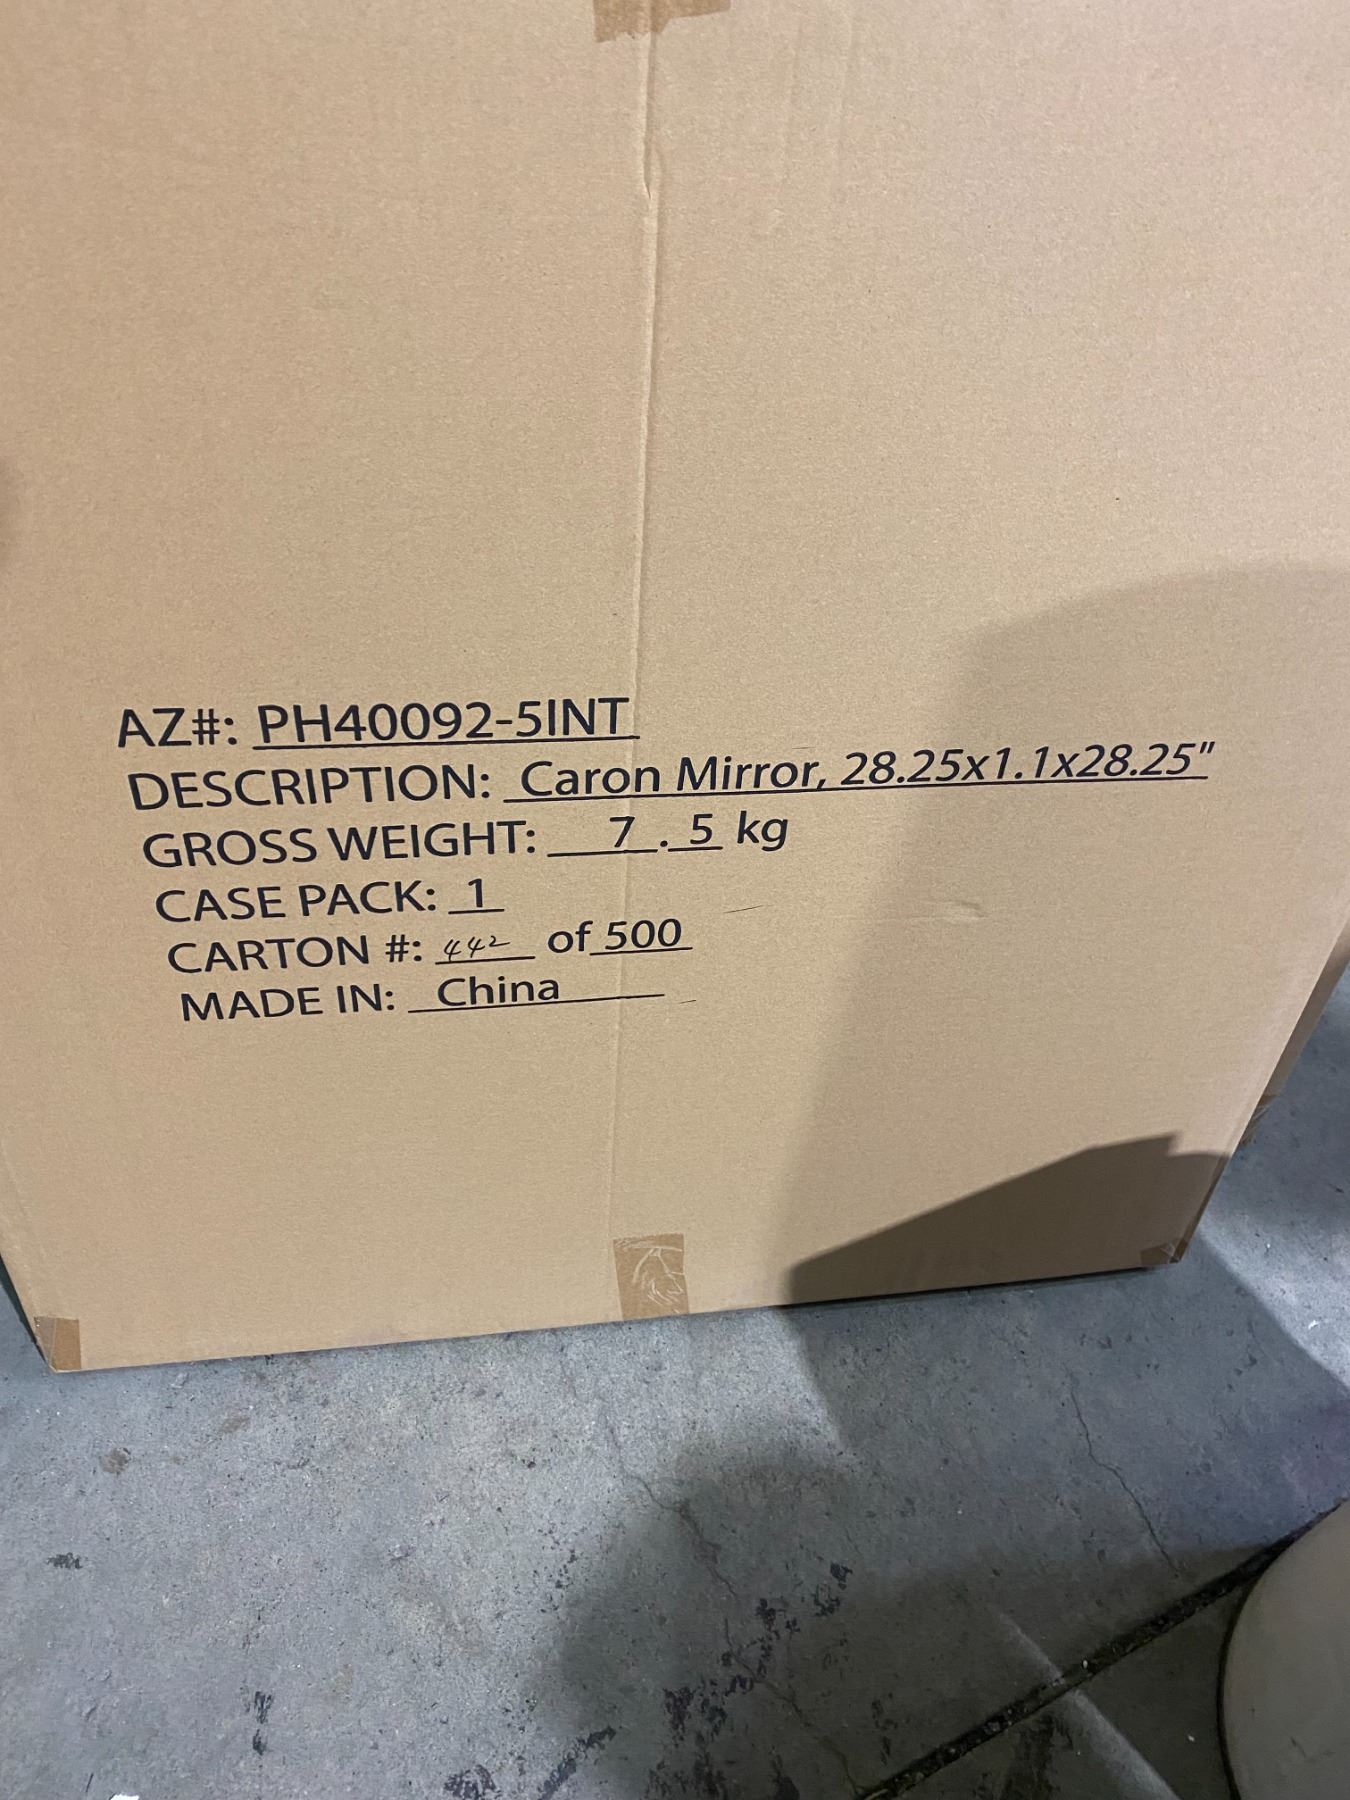 AZ#: PH40092-5INT
DESCRIPTION: Caron Mirror, 28.25x1.1x28.25"
GROSS WEIGHT: 7.5 kg
CASE PACK: 1
CARTON #: 442 of 500
MADE IN: China